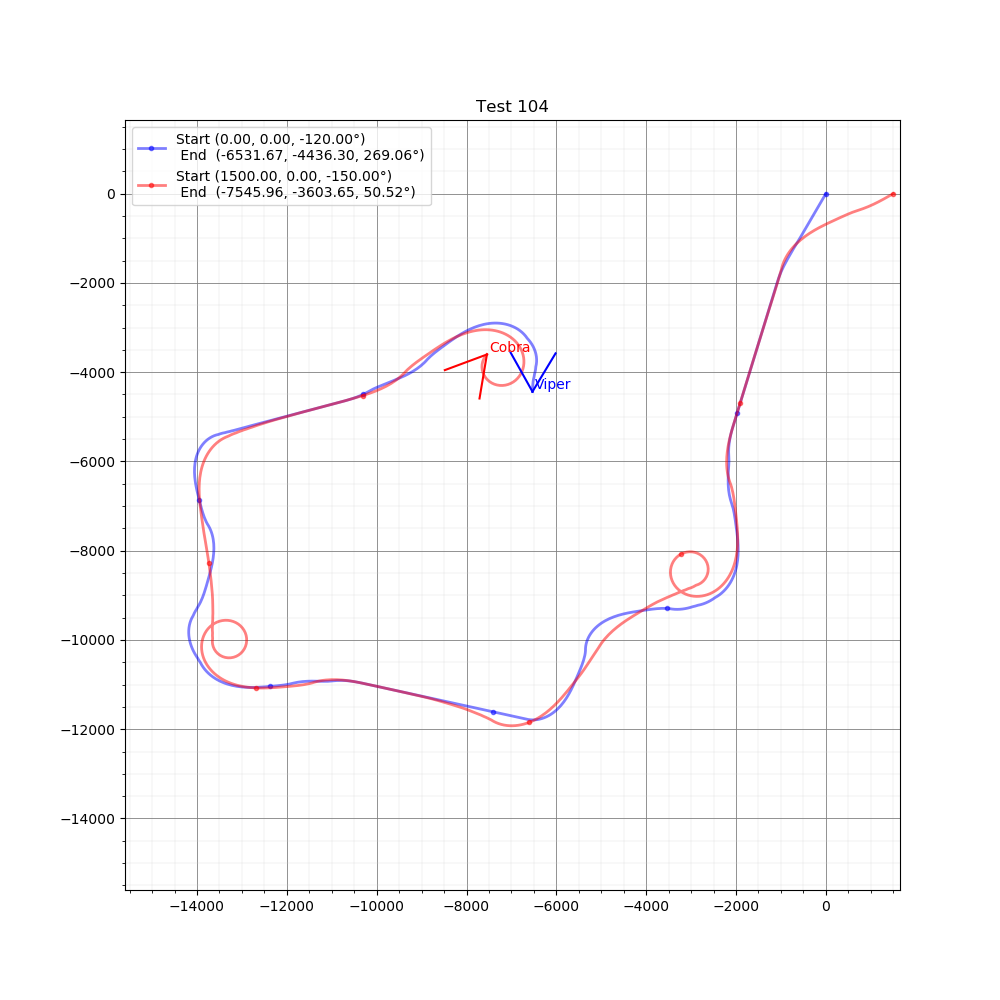 Test 104
Start (0.00, 0.00, -120.00°)
End (-6531.67, -4436.30, 269.06°)
Start (1500.00, 0.00, -150.00°)
End (-7545.96, -3603.65, 50.52°)
0
−2000
−4000
−6000
−8000
−10000
−12000
−14000
Cobra
Viper
−14000 −12000 −10000 −8000 −6000 −4000 −2000 0